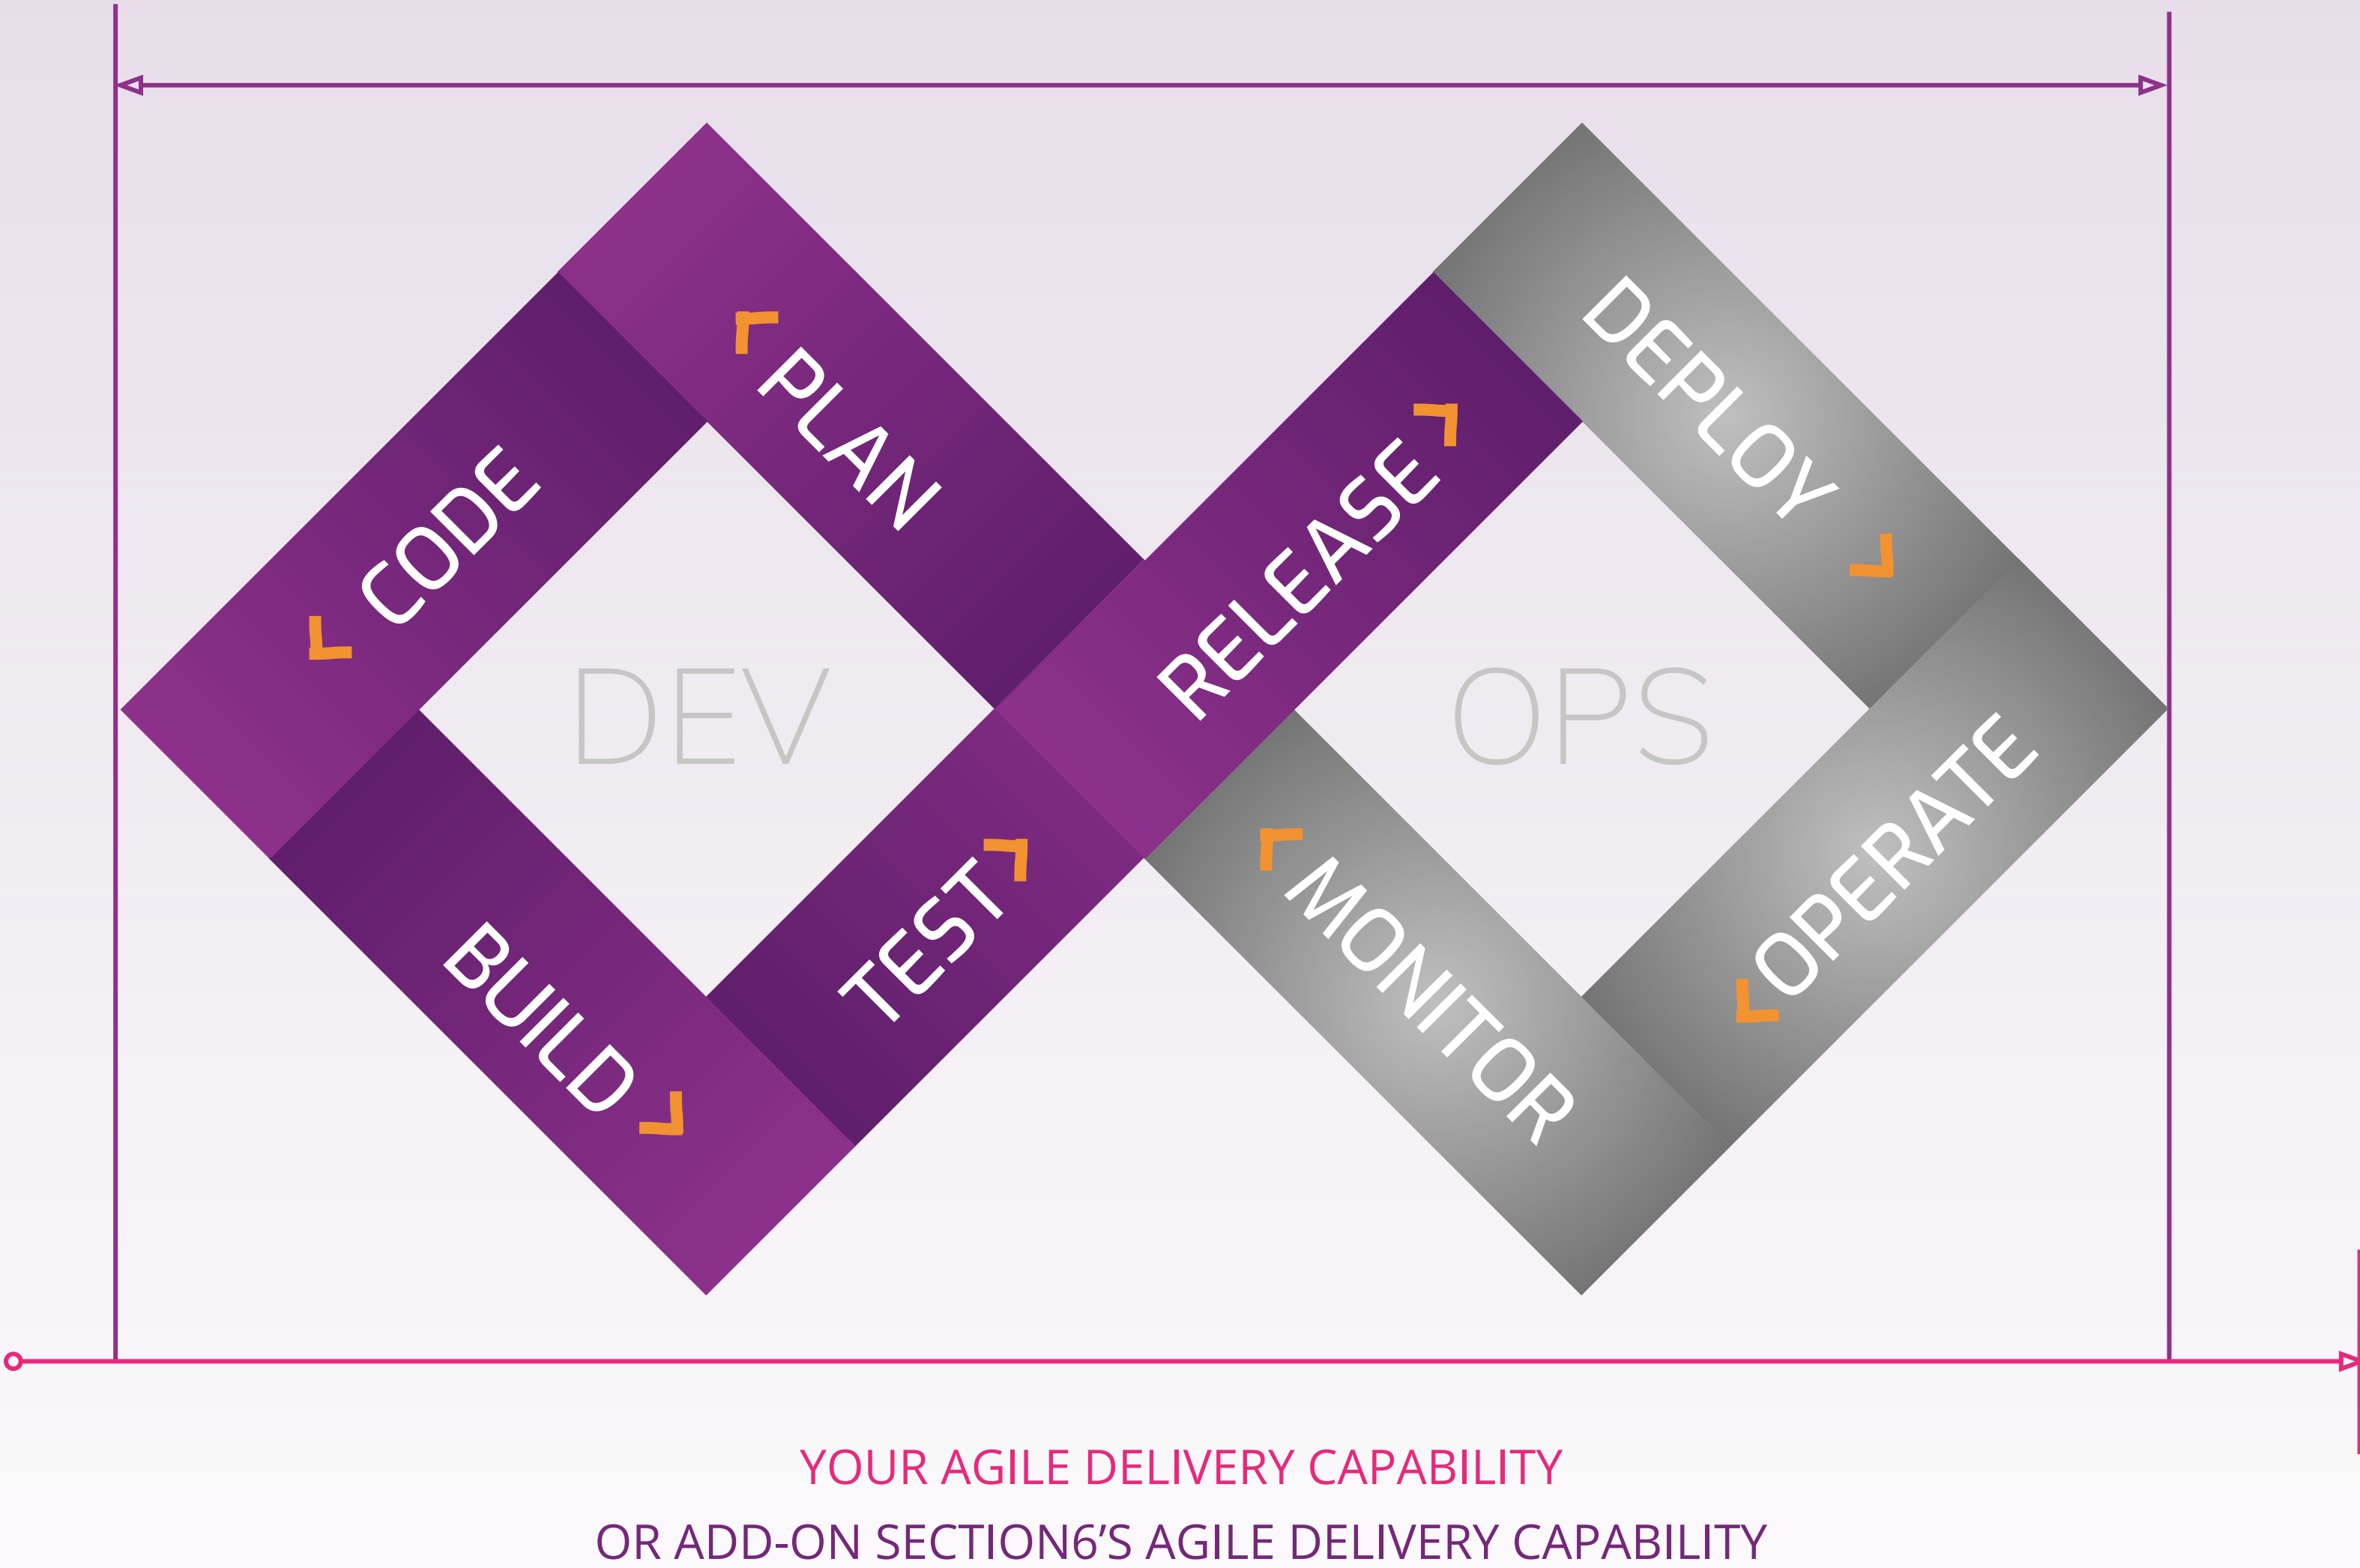 PLAN
CODE
BUILD
TEST
RELEASE
DEPLOY
OPERATE
MONITOR
DEV
OPS
YOUR AGILE DELIVERY CAPABILITY
OR ADD-ON SECTION6’S AGILE DELIVERY CAPABILITY